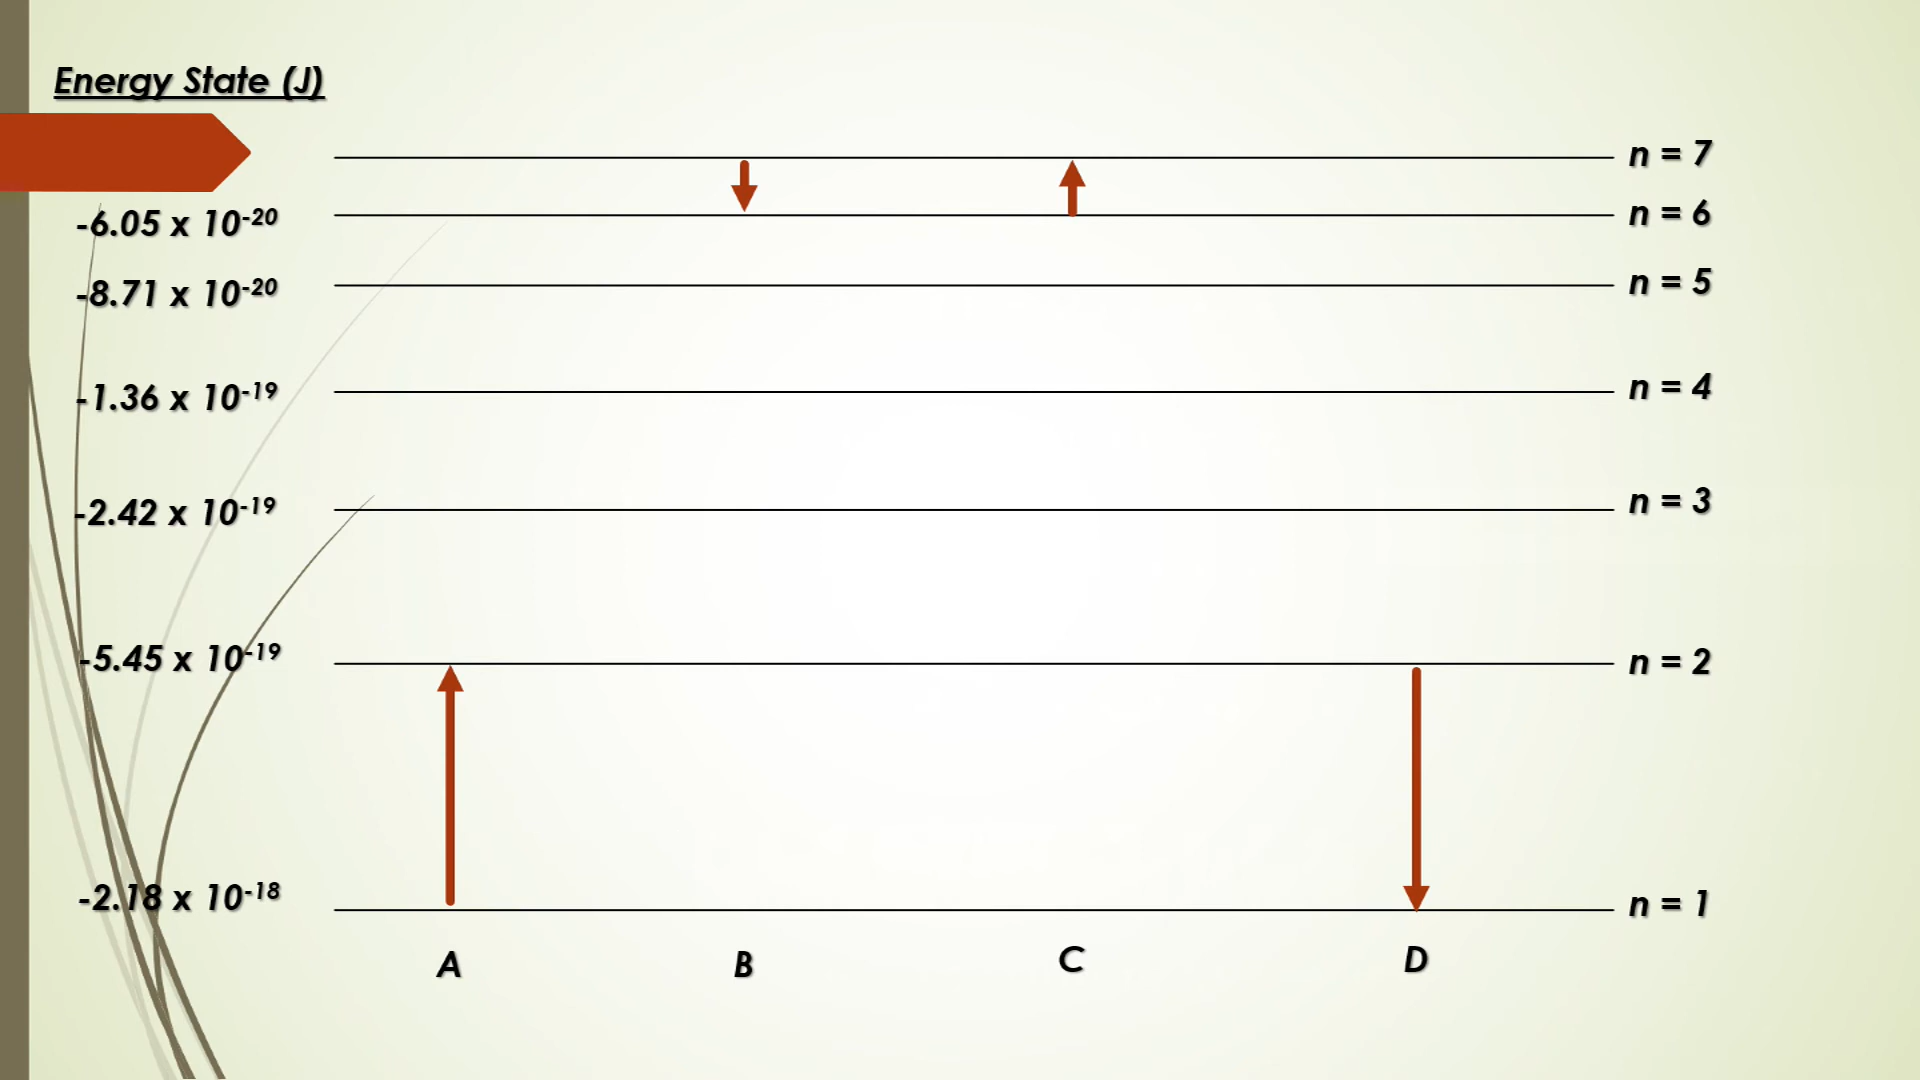 Energy State (J)
n = 7
-6.05 x 10⁻²⁰ n = 6
-8.71 x 10⁻²⁰ n = 5
-1.36 x 10⁻¹⁹ n = 4
-2.42 x 10⁻¹⁹ n = 3
-5.45 x 10⁻¹⁹ n = 2
-2.18 x 10⁻¹⁸ n = 1
A B C D